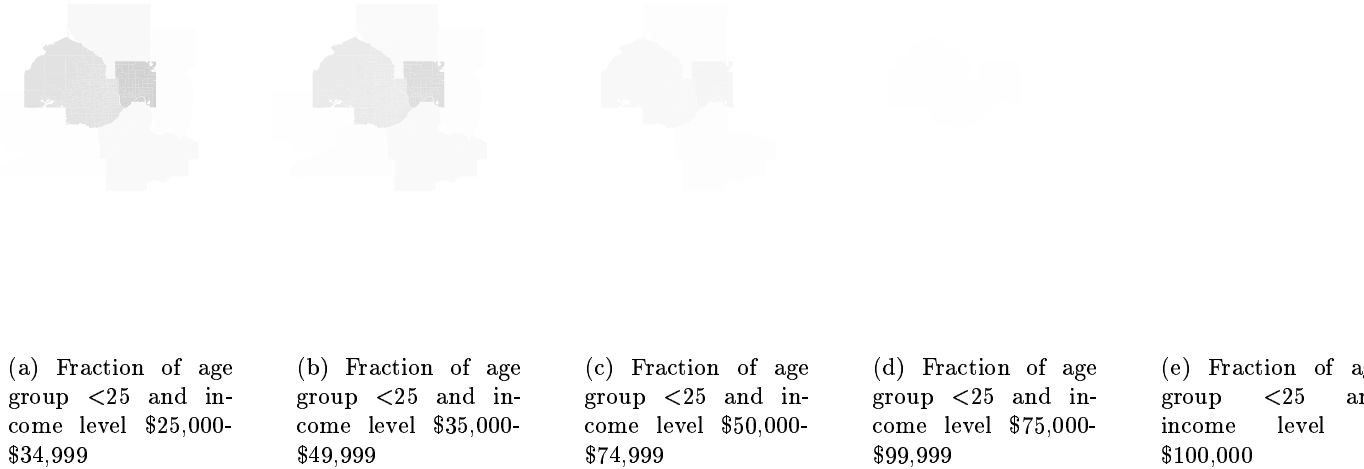 (a) Fraction of age
group <25 and in-
come level $25,000-
$34,999
(b) Fraction of age
group <25 and in-
come level $35,000-
$49,999
(c) Fraction of age
group <25 and in-
come level $50,000-
$74,999
(d) Fraction of age
group <25 and in-
come level $75,000-
$99,999
(e) Fraction of
group <25
income level
$100,000